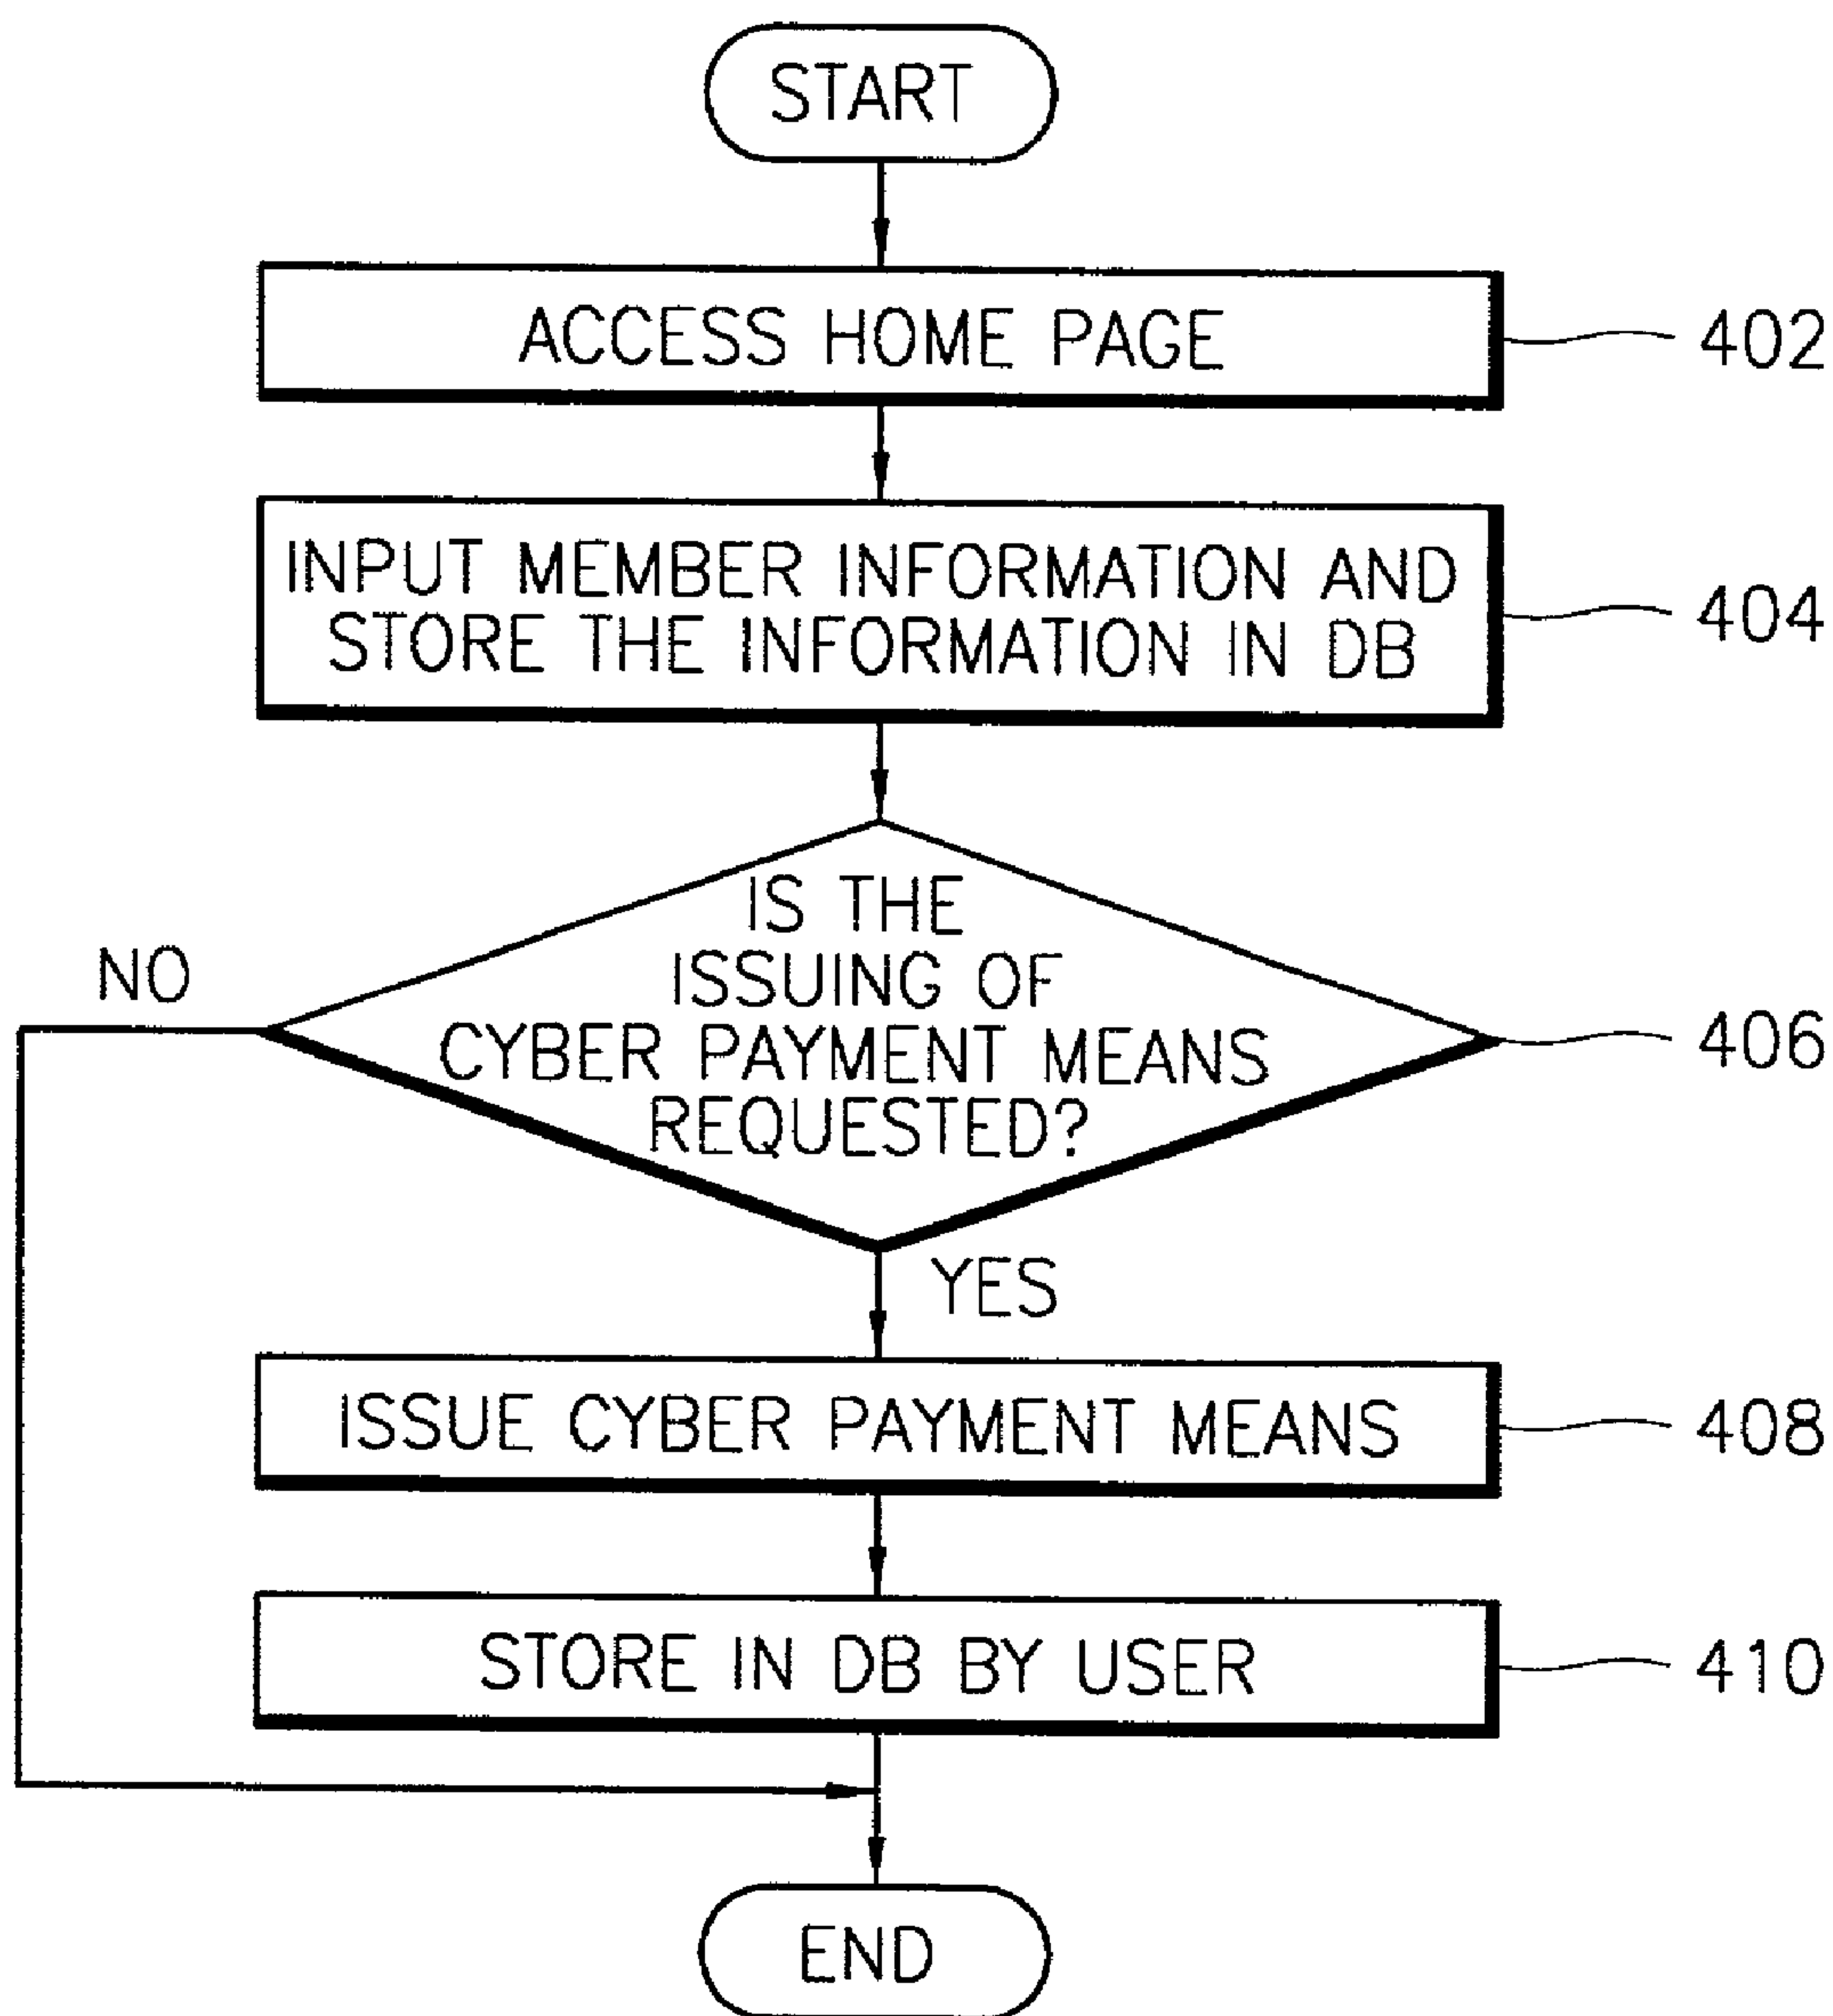 START
ACCESS HOME PAGE
402
INPUT MEMBER INFORMATION AND
STORE THE INFORMATION IN DB
404
IS THE
ISSUING OF
CYBER PAYMENT MEANS
REQUESTED?
NO
406
YES
ISSUE CYBER PAYMENT MEANS
408
STORE IN DB BY USER
410
END